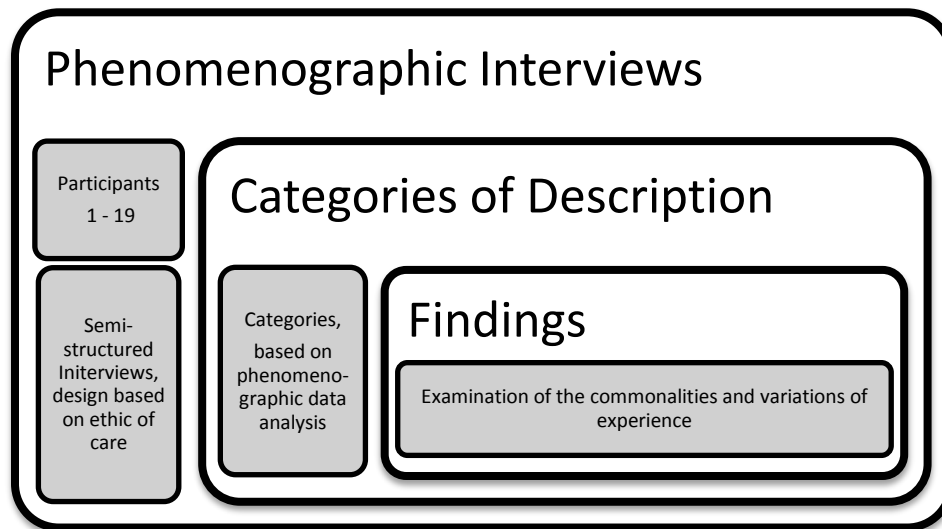 Phenomenographic Interviews
Participants
1 - 19
Semi-
structured
Initerviews,
design based
on ethic of
care
Categories of Description
Categories,
based on
phenomeno-
graphic data
analysis
Findings
Examination of the commonalities and variations of
experience